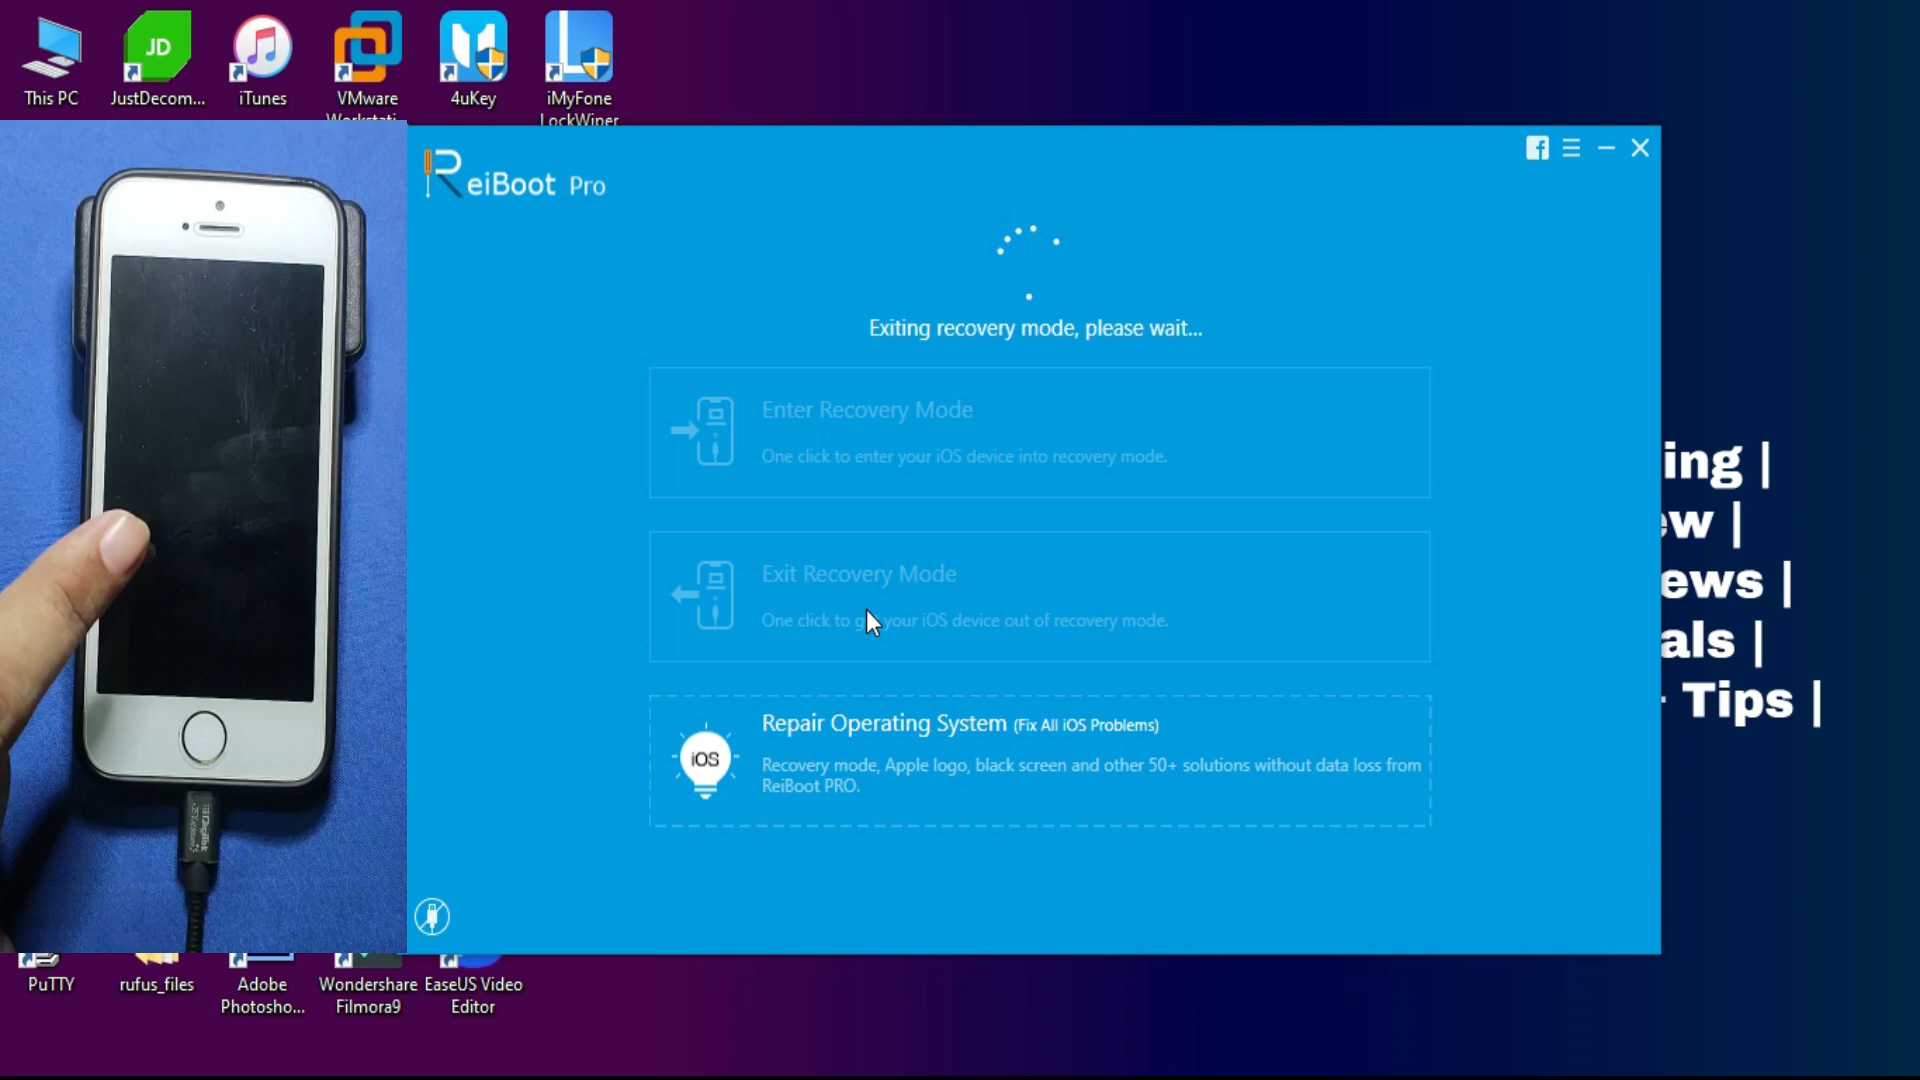 JD
This PC
JustDecom...
iTunes
VMware
Workstati...
4uKey
iMyFone
LockWiper
ReiBoot Pro
Exiting recovery mode, please wait...
Enter Recovery Mode
One click to enter your iOS device into recovery mode.
Exit Recovery Mode
One click to g your iOS device out of recovery mode.
iOS
Repair Operating System (Fix All iOS Problems)
Recovery mode, Apple logo, black screen and other 50+ solutions without data loss from
ReiBoot PRO.
ing |
ew |
ews |
als |
Tips |
DigiTek
PuTTY
rufus_files
Adobe
Photosho...
Wondershare
Filmora9
EaseUS Video
Editor